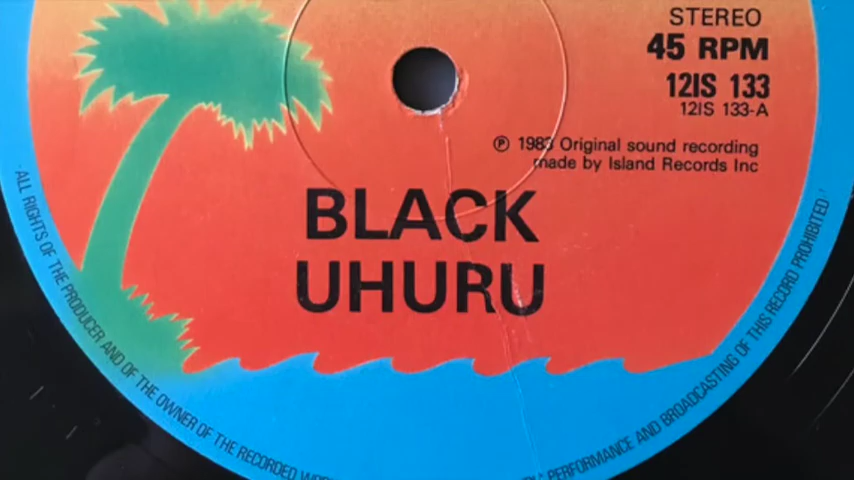 STEREO
45 RPM
12IS 133
12IS 133-A
℗ 1983 Original sound recording
made by Island Records Inc
BLACK
UHURU
·ALL RIGHTS OF THE PRODUCER AND OF THE OWNER OF THE RECORDED
PERFORMANCE AND BROADCASTING OF THIS RECORD PROHIBITED·